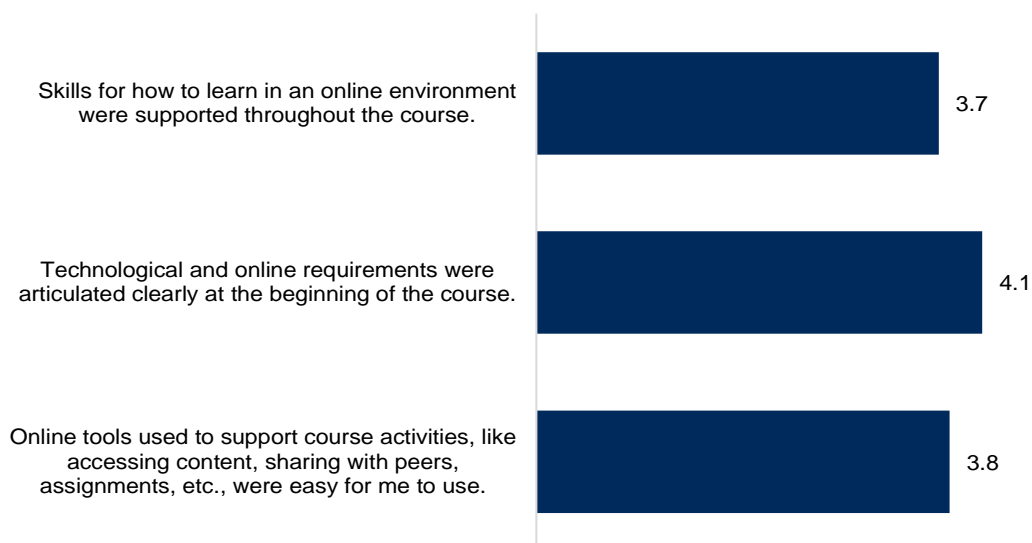 Skills for how to learn in an online environment
were supported throughout the course.
3.7
Technological and online requirements were
articulated clearly at the beginning of the course.
4.1
Online tools used to support course activities, like
accessing content, sharing with peers,
assignments, etc., were easy for me to use.
3.8